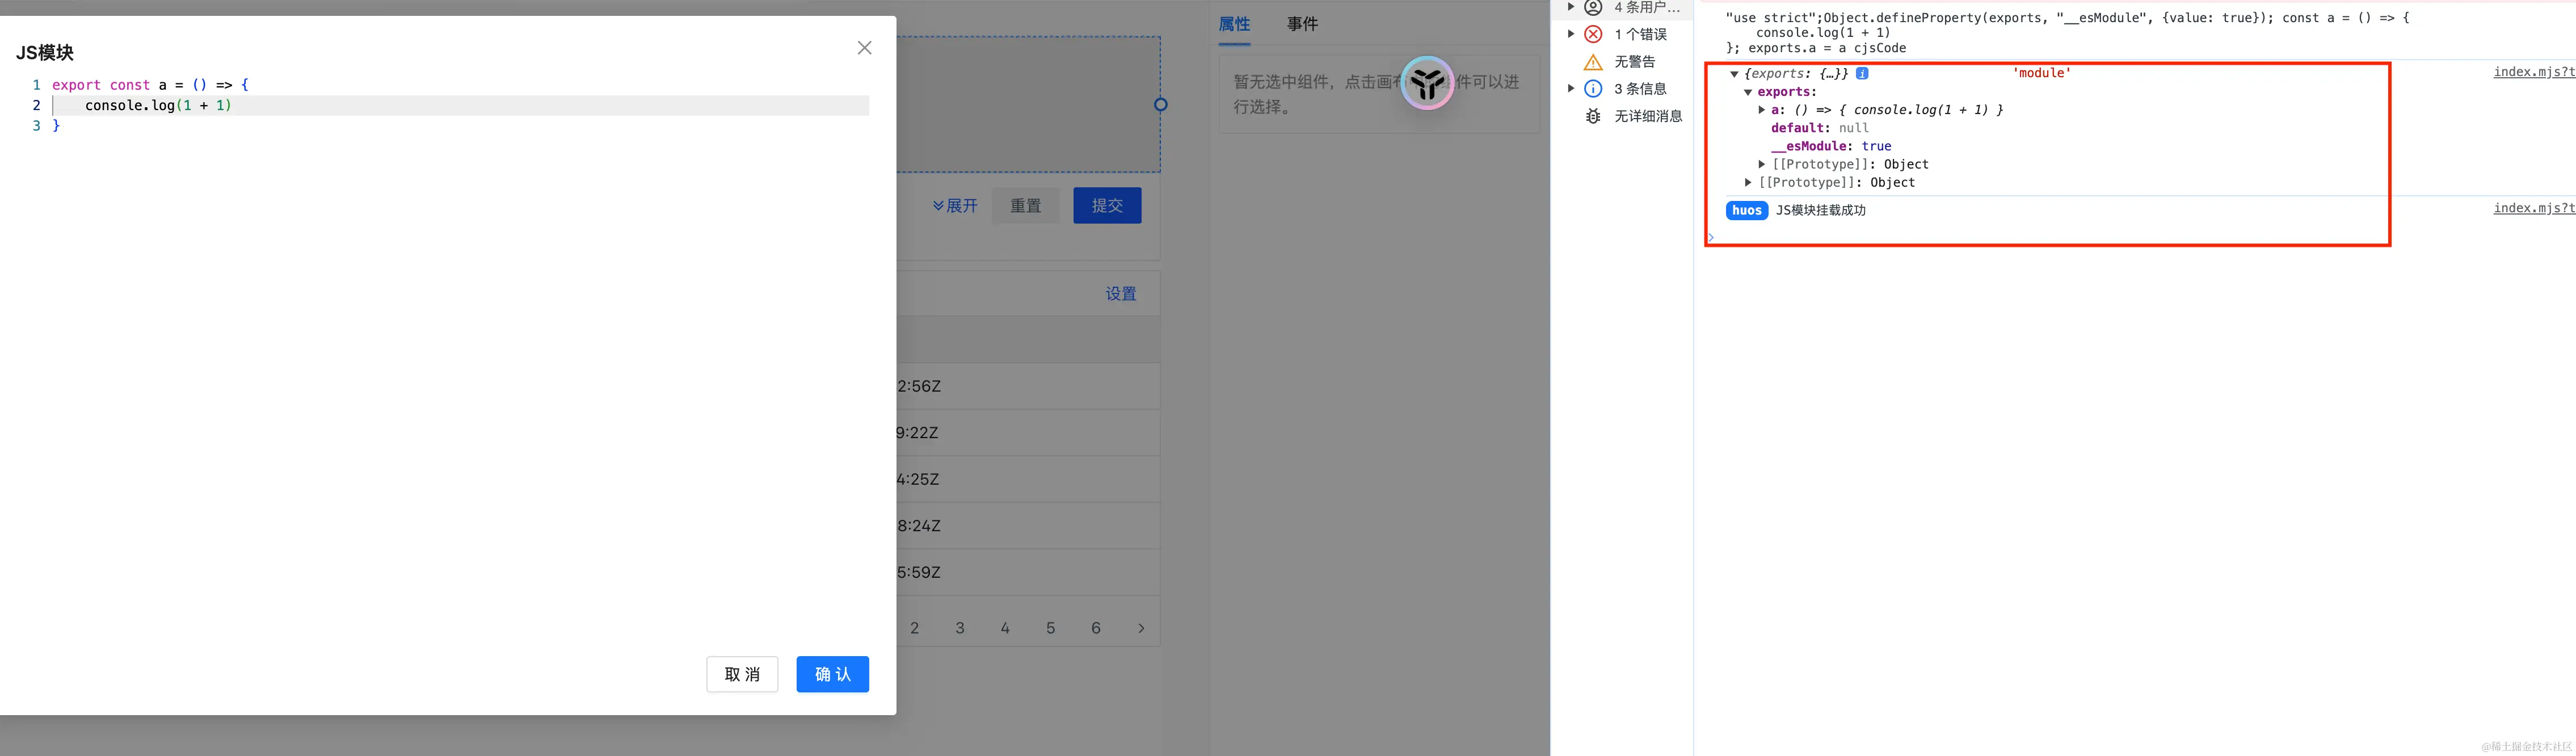 JS模块
1 export const a = () => {
2 console.log(1 + 1)
3 }
取 消
确 认
展开
重置
提交
设置
2:56Z
9:22Z
4:25Z
8:24Z
5:59Z
2 3 4 5 6
属性
事件
暂无选中组件，点击画布 件可以进
行选择。
4 条用户…
1 个错误
无警告
3 条信息
无详细消息
"use strict";Object.defineProperty(exports, "__esModule", {value: true}); const a = () => {
console.log(1 + 1)
}; exports.a = a cjsCode
{exports: {…}} 'module' index.mjs?t
exports:
a: () => { console.log(1 + 1) }
default: null
__esModule: true
[[Prototype]]: Object
[[Prototype]]: Object
huos JS模块挂载成功 index.mjs?t
@稀土掘金技术社区